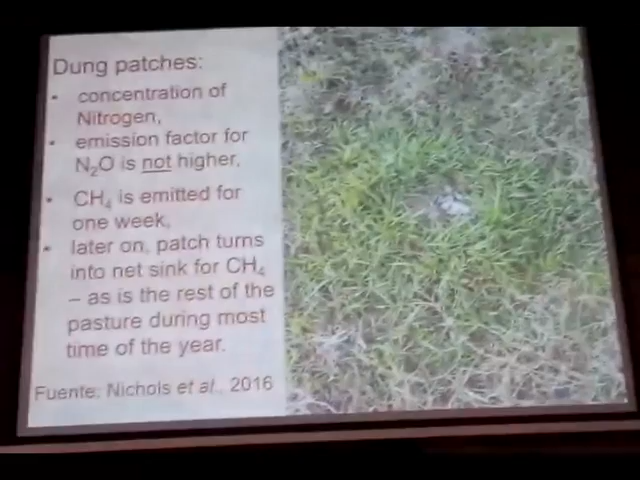 Dung patches:
• concentration of
Nitrogen,
• emission factor for
N₂O is not higher,
• CH₄ is emitted for
one week,
• later on, patch turns
into net sink for CH₄
– as is the rest of the
pasture during most
time of the year.
Fuente: Nichols et al., 2016